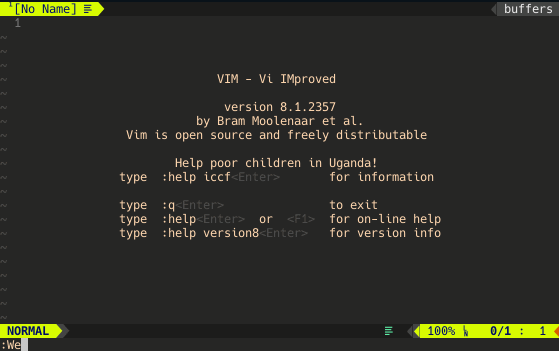 1[No Name]
buffers
1
~
~
~
VIM - Vi IMproved
~
version 8.1.2357
by Bram Moolenaar et al.
Vim is open source and freely distributable
~
Help poor children in Uganda!
type :help iccf<Enter> for information
~
type :q<Enter> to exit
type :help<Enter> or <F1> for on-line help
type :help version8<Enter> for version info
~
~
~
~
~
NORMAL
100% 0/1 : 1
:We